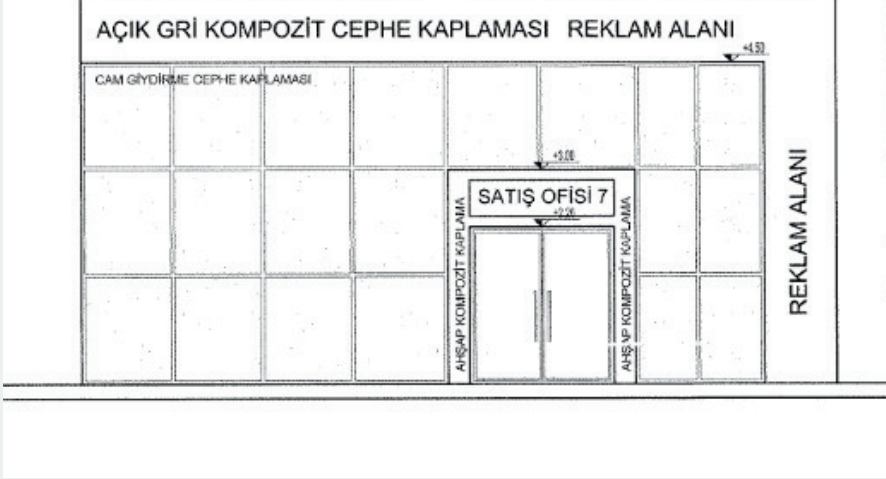 AÇIK GRİ KOMPOZİT CEPHE KAPLAMASI REKLAM ALANI
+4.50
CAM GİYDİRME CEPHE KAPLAMASI
+3.00
SATIŞ OFİSİ 7
+2.26
AHŞAP KOMPOZİT KAPLAMA
AHŞAP KOMPOZİT KAPLAMA
REKLAM ALANI